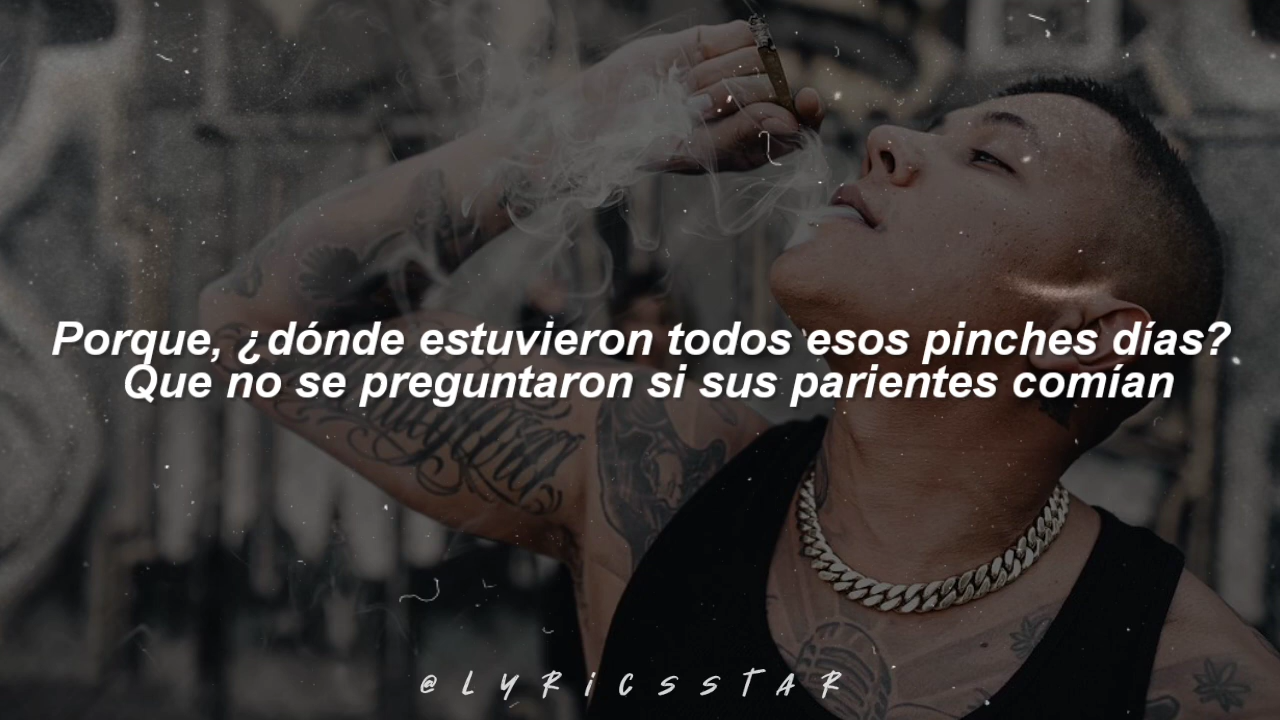 Porque, ¿dónde estuvieron todos esos pinches días?
Que no se preguntaron si sus parientes comían
@LYRiCSSTAR